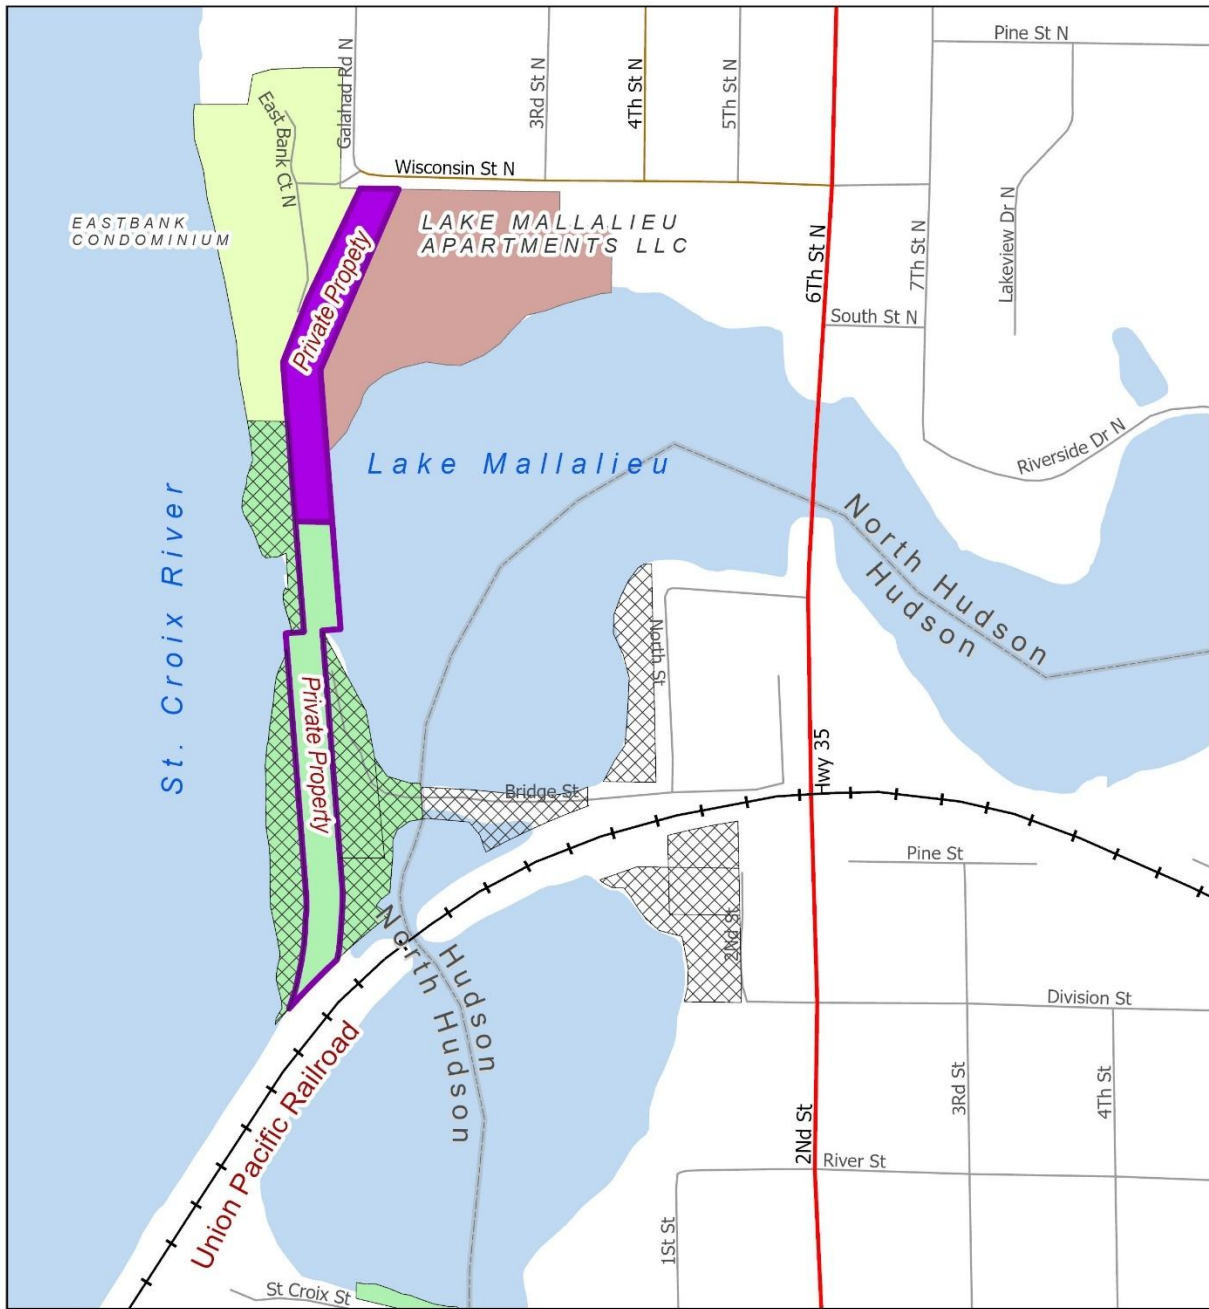 Pine St N
Galahad Rd N
3Rd St N
4Th St N
5Th St N
East Bank Ct N
Wisconsin St N
EASTBANK
CONDOMINIUM
LAKE MALLALIEU
APARTMENTS LLC
6Th St N
7Th St N
Lakeview Dr N
Private Propety
South St N
Riverside Dr N
Lake Mallalieu
St. Croix River
North Hudson
Hudson
North St
Private Property
Hwy 35
Bridge St
Pine St
2Nd St
Hudson
North Hudson
Division St
Union Pacific Railroad
3Rd St
4Th St
2Nd St
River St
1St St
St Croix St